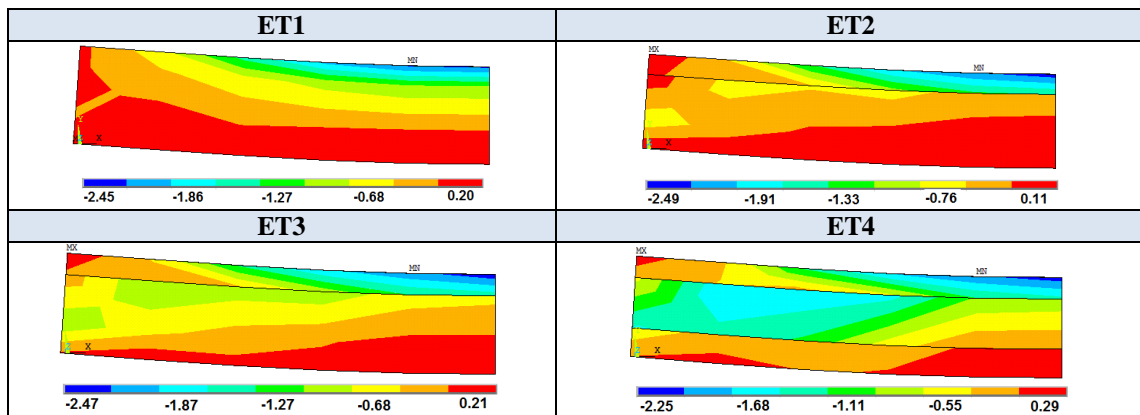 ET1
ET2
MN
X
-2.45 -1.86 -1.27 -0.68 0.20
MX
MN
X
-2.49 -1.91 -1.33 -0.76 0.11
ET3
ET4
MX
MN
X
-2.47 -1.87 -1.27 -0.68 0.21
MX
MN
X
-2.25 -1.68 -1.11 -0.55 0.29